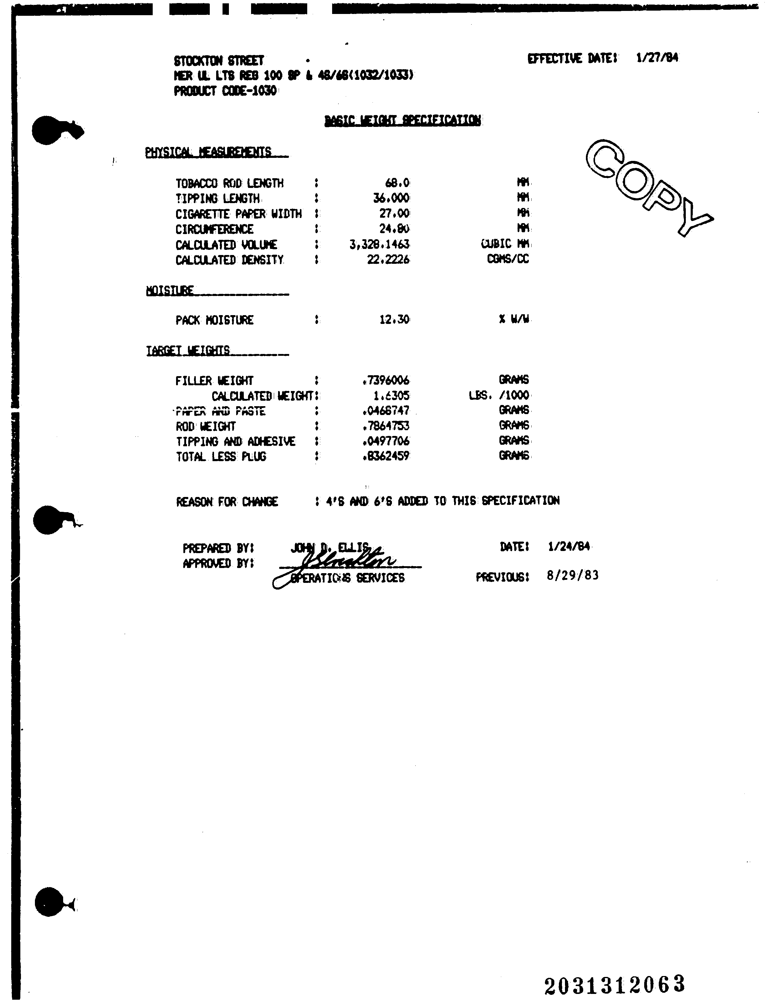 STOCKTON STREET EFFECTIVE DATE: 1/27/84
MER UL LTS REG 100 SP & 4S/6S(1032/1033)
PRODUCT CODE-1030
BASIC WEIGHT SPECIFICATION
COPY
PHYSICAL MEASUREMENTS
TOBACCO ROD LENGTH : 68.0 MM
TIPPING LENGTH : 36.000 MM
CIGARETTE PAPER WIDTH : 27.00 MM
CIRCUMFERENCE : 24.80 MM
CALCULATED VOLUME : 3,328.1463 CUBIC MM
CALCULATED DENSITY : 22.2226 CGMS/CC
MOISTURE
PACK MOISTURE : 12.30 % W/W
TARGET WEIGHTS
FILLER WEIGHT : .7396006 GRAMS
CALCULATED WEIGHT: 1.6305 LBS. /1000
PAPER AND PASTE : .0468747 GRAMS
ROD WEIGHT : .7864753 GRAMS
TIPPING AND ADHESIVE : .0497706 GRAMS
TOTAL LESS PLUG : .8362459 GRAMS
REASON FOR CHANGE : 4'S AND 6'S ADDED TO THIS SPECIFICATION
PREPARED BY: JOHN D. ELLIS DATE: 1/24/84
APPROVED BY:
OPERATIONS SERVICES PREVIOUS: 8/29/83
2031312063